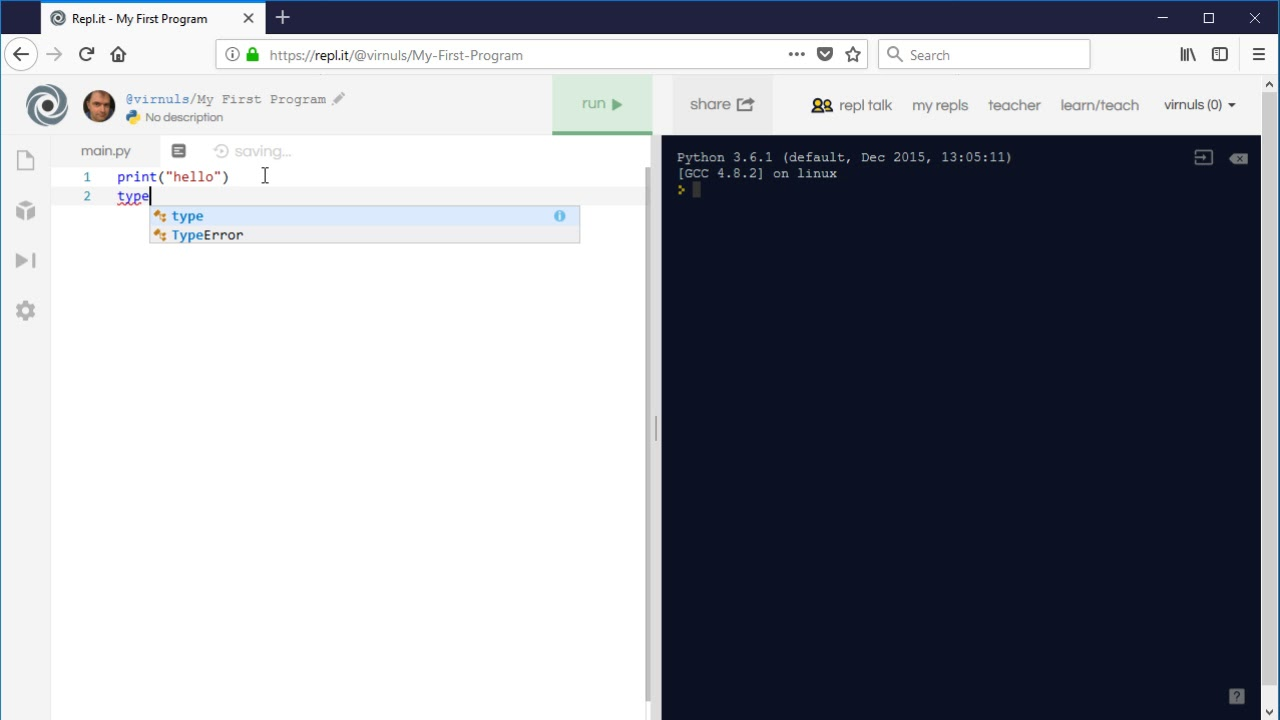 Repl.it - My First Program
https://repl.it/@virnuls/My-First-Program
Search
@virnuls/My First Program
No description
run
share
repl talk
my repls
teacher
learn/teach
virnuls (0)
main.py
saving...
1 print("hello")
2 type
type
TypeError
Python 3.6.1 (default, Dec 2015, 13:05:11)
[GCC 4.8.2] on linux